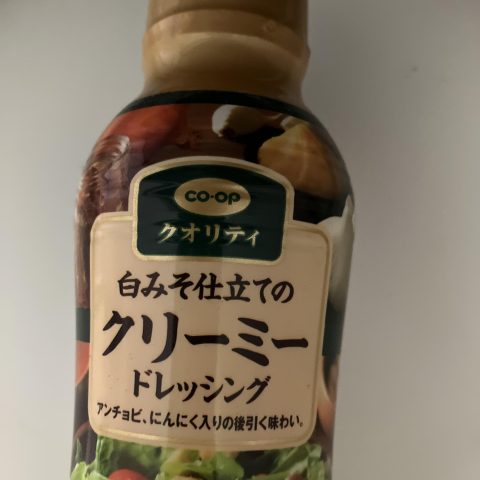 CO·OP
クオリティ
白みそ仕立ての
クリーミー
ドレッシング
アンチョビ、にんにく入りの後引く味わい。